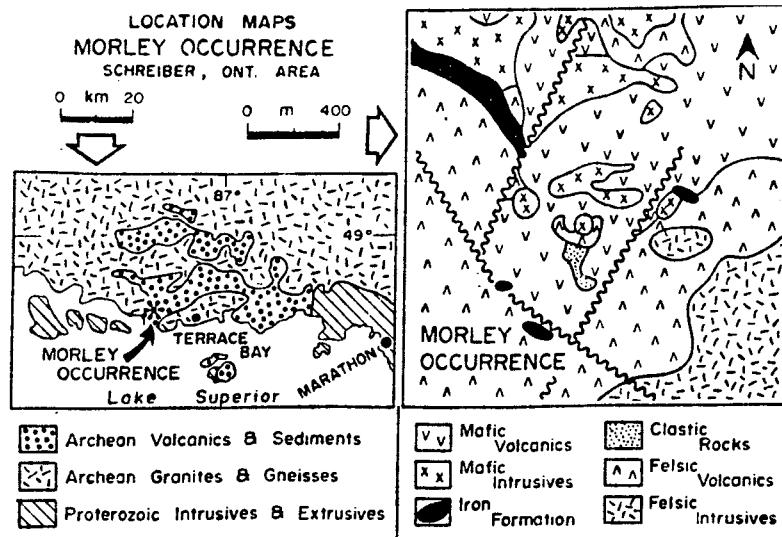 LOCATION MAPS
MORLEY OCCURRENCE
SCHREIBER, ONT. AREA
0 km 20
0 m 400
87°
49°
MORLEY
OCCURRENCE
TERRACE
BAY
MARATHON
Lake Superior
N
MORLEY
OCCURRENCE
Archean Volcanics & Sediments
Archean Granites & Gneisses
Proterozoic Intrusives & Extrusives
Mafic Volcanics
Mafic Intrusives
Iron Formation
Clastic Rocks
Felsic Volcanics
Felsic Intrusives